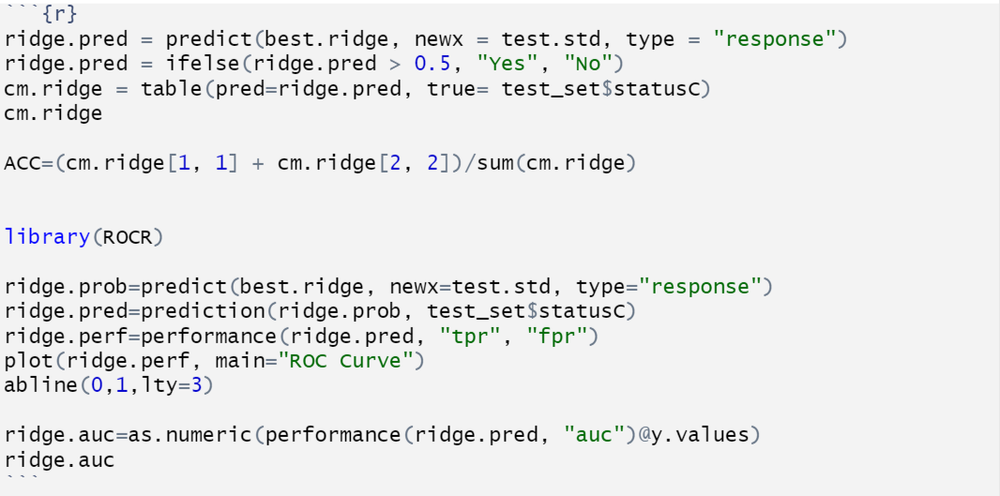 ```{r}
ridge.pred = predict(best.ridge, newx = test.std, type = "response")
ridge.pred = ifelse(ridge.pred > 0.5, "Yes", "No")
cm.ridge = table(pred=ridge.pred, true= test_set$statusC)
cm.ridge
ACC=(cm.ridge[1, 1] + cm.ridge[2, 2])/sum(cm.ridge)
library(ROCR)
ridge.prob=predict(best.ridge, newx=test.std, type="response")
ridge.pred=prediction(ridge.prob, test_set$statusC)
ridge.perf=performance(ridge.pred, "tpr", "fpr")
plot(ridge.perf, main="ROC Curve")
abline(0,1,lty=3)
ridge.auc=as.numeric(performance(ridge.pred, "auc")@y.values)
ridge.auc
```